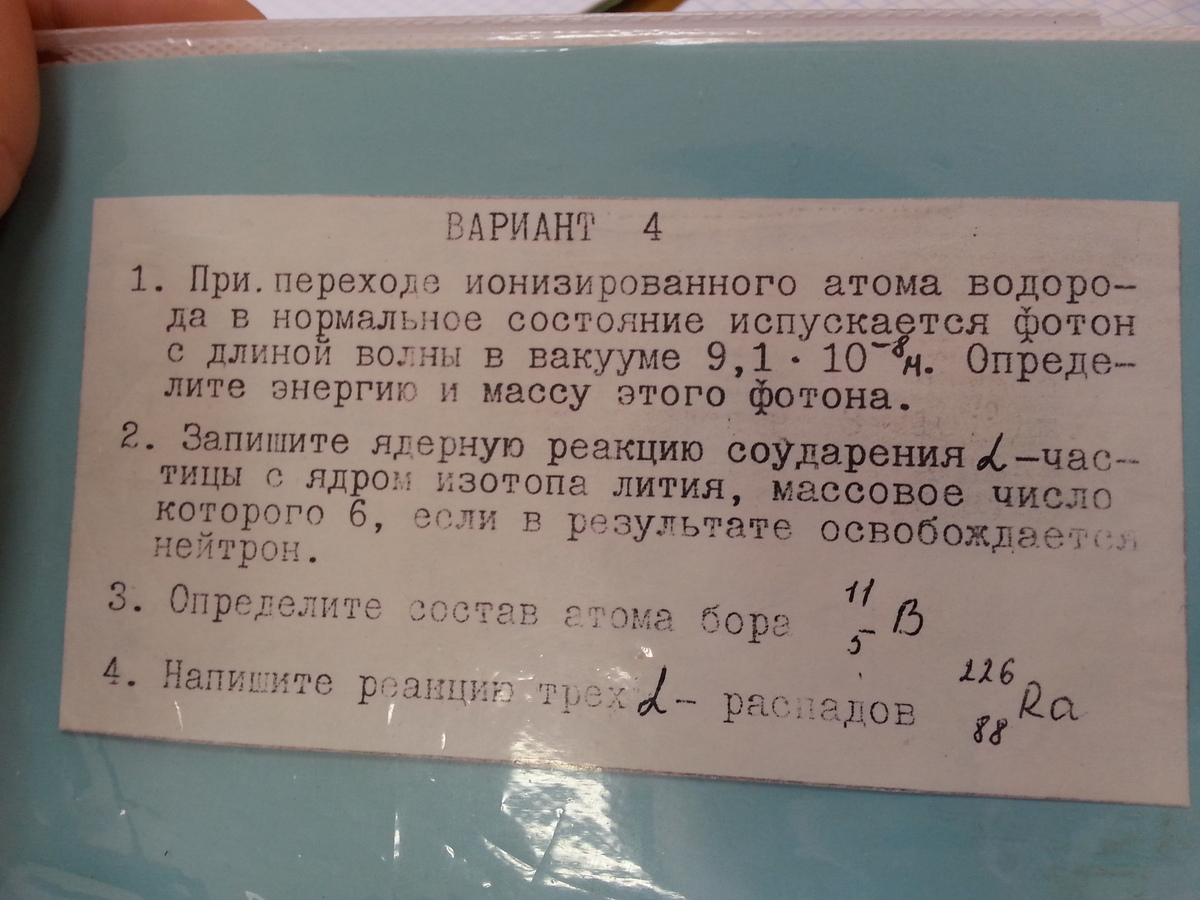 ВАРИАНТ 4
1. При.переходе ионизированного атома водоро-
да в нормальное состояние испускается фотон
с длиной волны в вакууме 9,1 · 10⁻⁸м. Опреде-
лите энергию и массу этого фотона.
2. Запишите ядерную реакцию соударения α-час-
тицы с ядром изотопа лития, массовое число
которого 6, если в результате освобождается
нейтрон.
3. Определите состав атома бора ¹¹₅B
4. Напишите реакцию трех α- распадов ²²⁶₈₈Ra